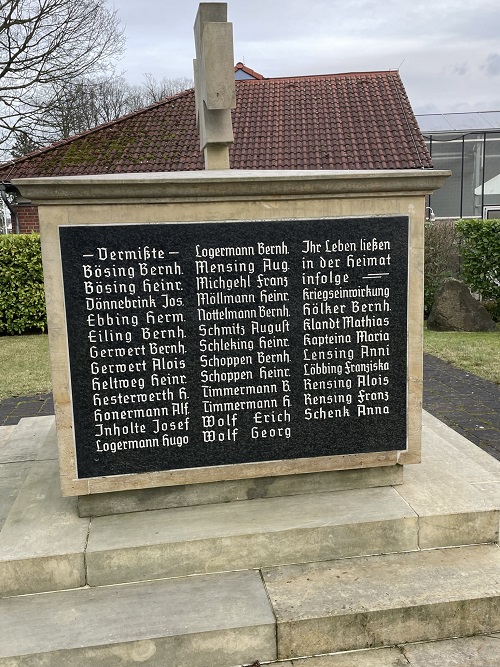 – Vermißte –
Bösing Bernh.
Bösing Heinr.
Dönnebrink Jos.
Ebbing Herm.
Eiling Bernh.
Gerwert Bernh.
Gerwert Alois
Heltweg Heinr.
Hesterwerth H.
Honermann Alf.
Inholte Josef
Logermann Hugo
Logermann Bernh.
Mensing Aug.
Michgehl Franz
Möllmann Heinr.
Nottelmann Bernh.
Schmitz August
Schleking Heinr.
Schoppen Bernh.
Schoppen Heinr.
Timmermann B.
Timmermann H.
Wolf Erich
Wolf Georg
Ihr Leben ließen
in der Heimat
infolge
Kriegseinwirkung
Hölker Bernh.
Klandt Mathias
Kopteina Maria
Lensing Anni
Löbbing Franziska
Rensing Alois
Rensing Franz
Schenk Anna